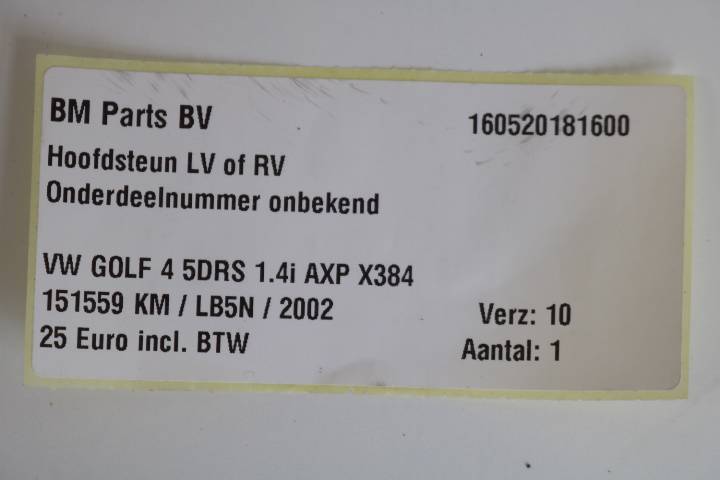 BM Parts BV 160520181600
Hoofdsteun LV of RV
Onderdeelnummer onbekend
VW GOLF 4 5DRS 1.4i AXP X384
151559 KM / LB5N / 2002 Verz: 10
25 Euro incl. BTW Aantal: 1